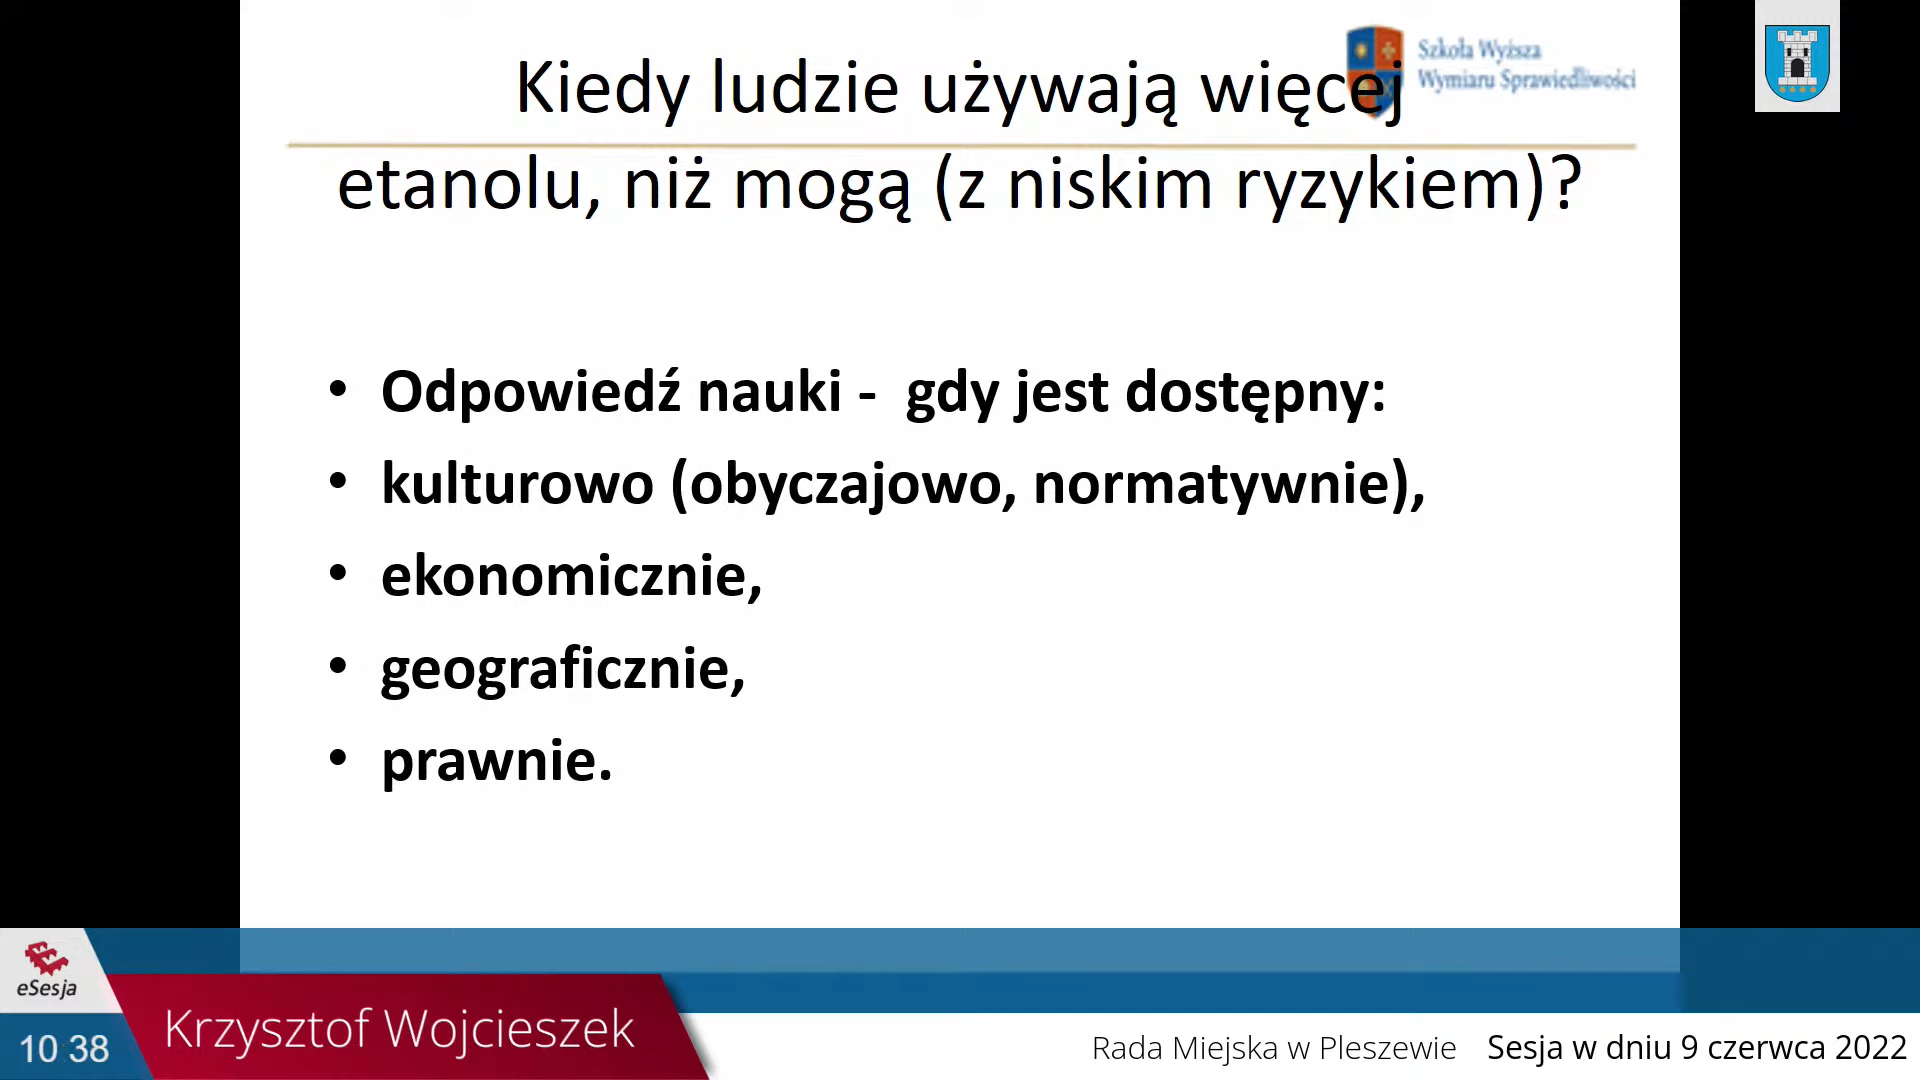 Szkoła Wyższa
Wymiaru Sprawiedliwości
Kiedy ludzie używają więcej
etanolu, niż mogą (z niskim ryzykiem)?
• Odpowiedź nauki - gdy jest dostępny:
• kulturowo (obyczajowo, normatywnie),
• ekonomicznie,
• geograficznie,
• prawnie.
eSesja
10 38
Krzysztof Wojcieszek
Rada Miejska w Pleszewie Sesja w dniu 9 czerwca 2022